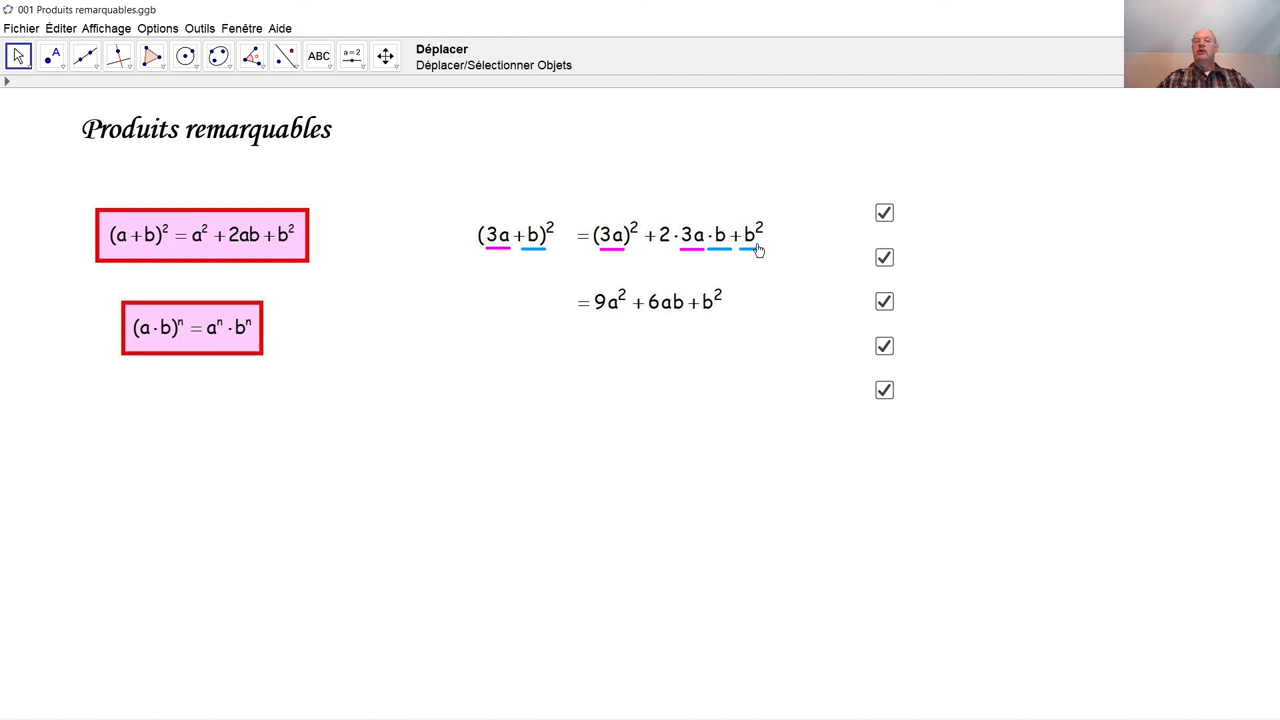 001 Produits remarquables.ggb
Fichier Éditer Affichage Options Outils Fenêtre Aide
A ABC a=2
Déplacer
Déplacer/Sélectionner Objets
Produits remarquables
(a+b)² = a² + 2ab + b²
(3a + b)² = (3a)² + 2 · 3a · b + b²
= 9a² + 6ab + b²
(a · b)ⁿ = aⁿ · bⁿ